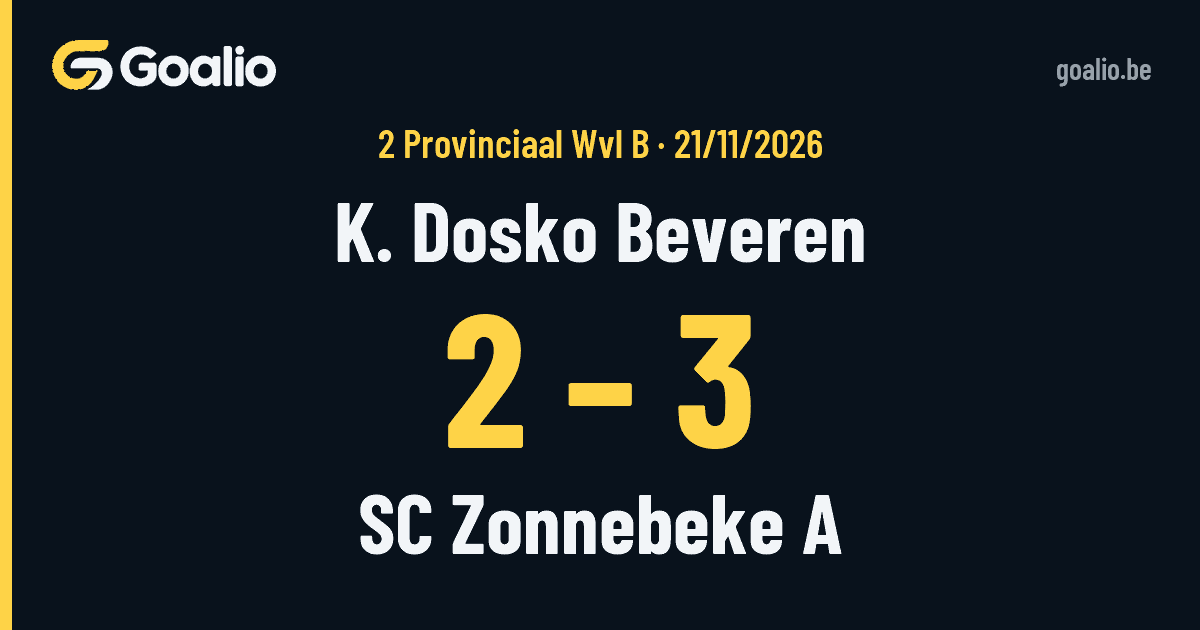 Goalio
goalio.be
2 Provinciaal Wvl B · 21/11/2026
K. Dosko Beveren
2 – 3
SC Zonnebeke A